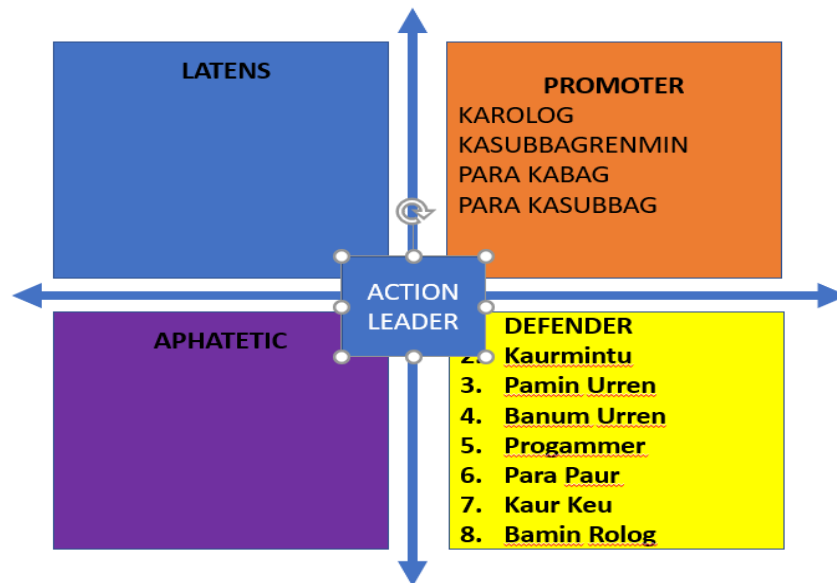 LATENS
PROMOTER
KAROLOG
KASUBBAGRENMIN
PARA KABAG
PARA KASUBBAG
ACTION
LEADER
APHATETIC
DEFENDER
2. Kaurmintu
3. Pamin Urren
4. Banum Urren
5. Progammer
6. Para Paur
7. Kaur Keu
8. Bamin Rolog